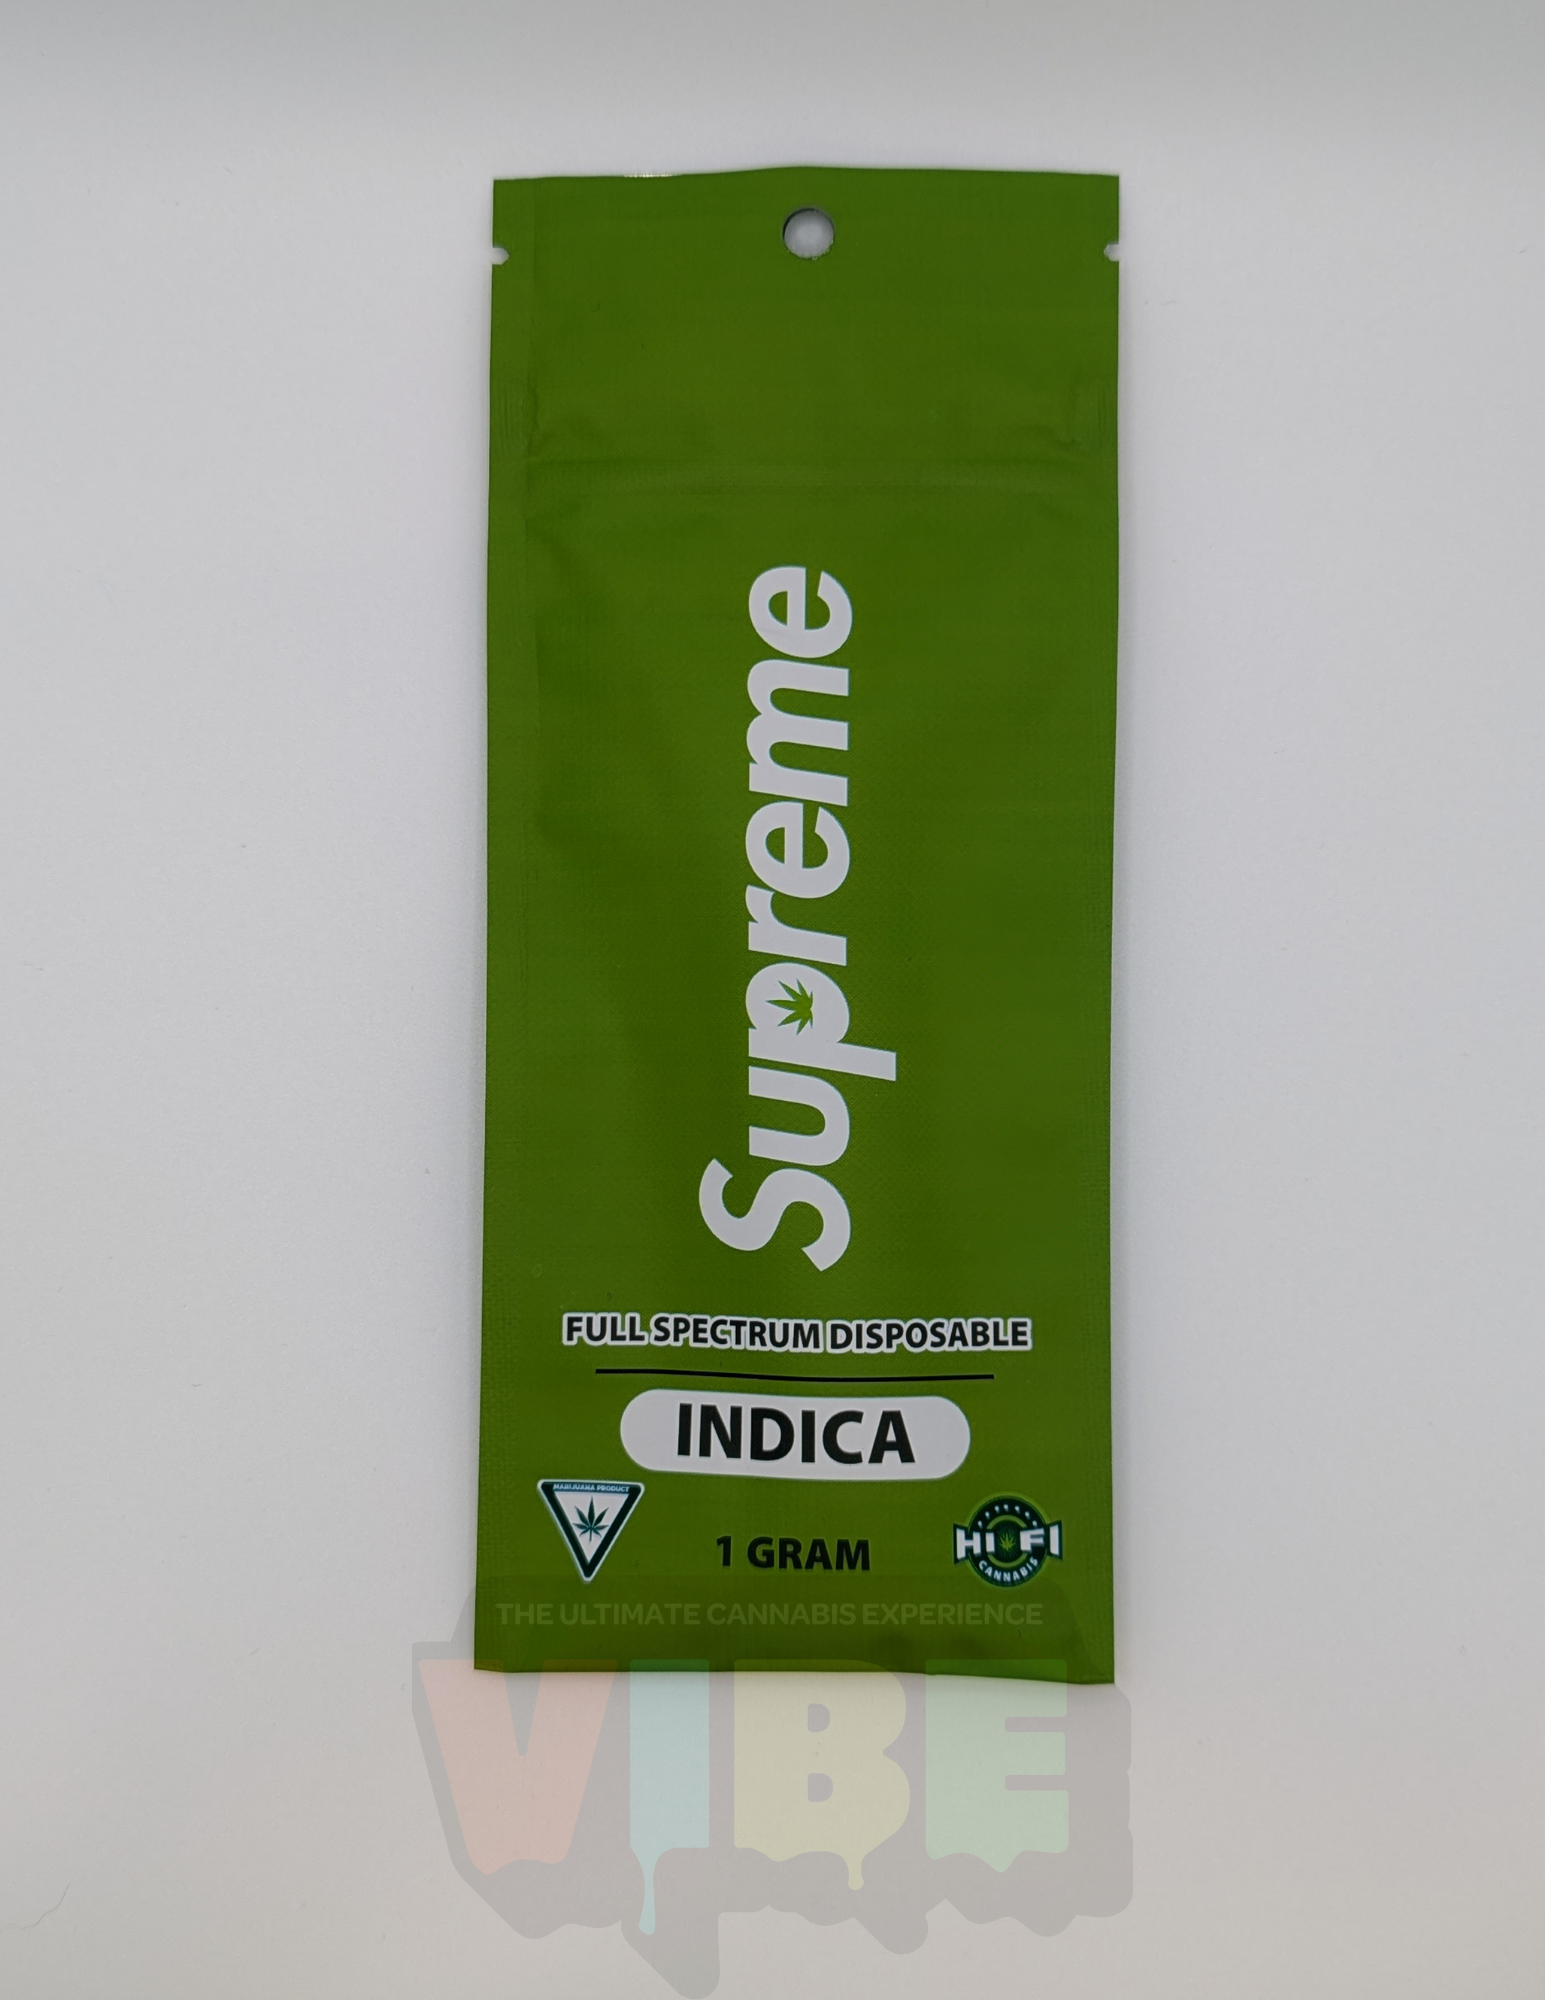 Supreme
FULL SPECTRUM DISPOSABLE
INDICA
MARIJUANA PRODUCT
1 GRAM
HI FI
CANNABIS
THE ULTIMATE CANNABIS EXPERIENCE
VIBE